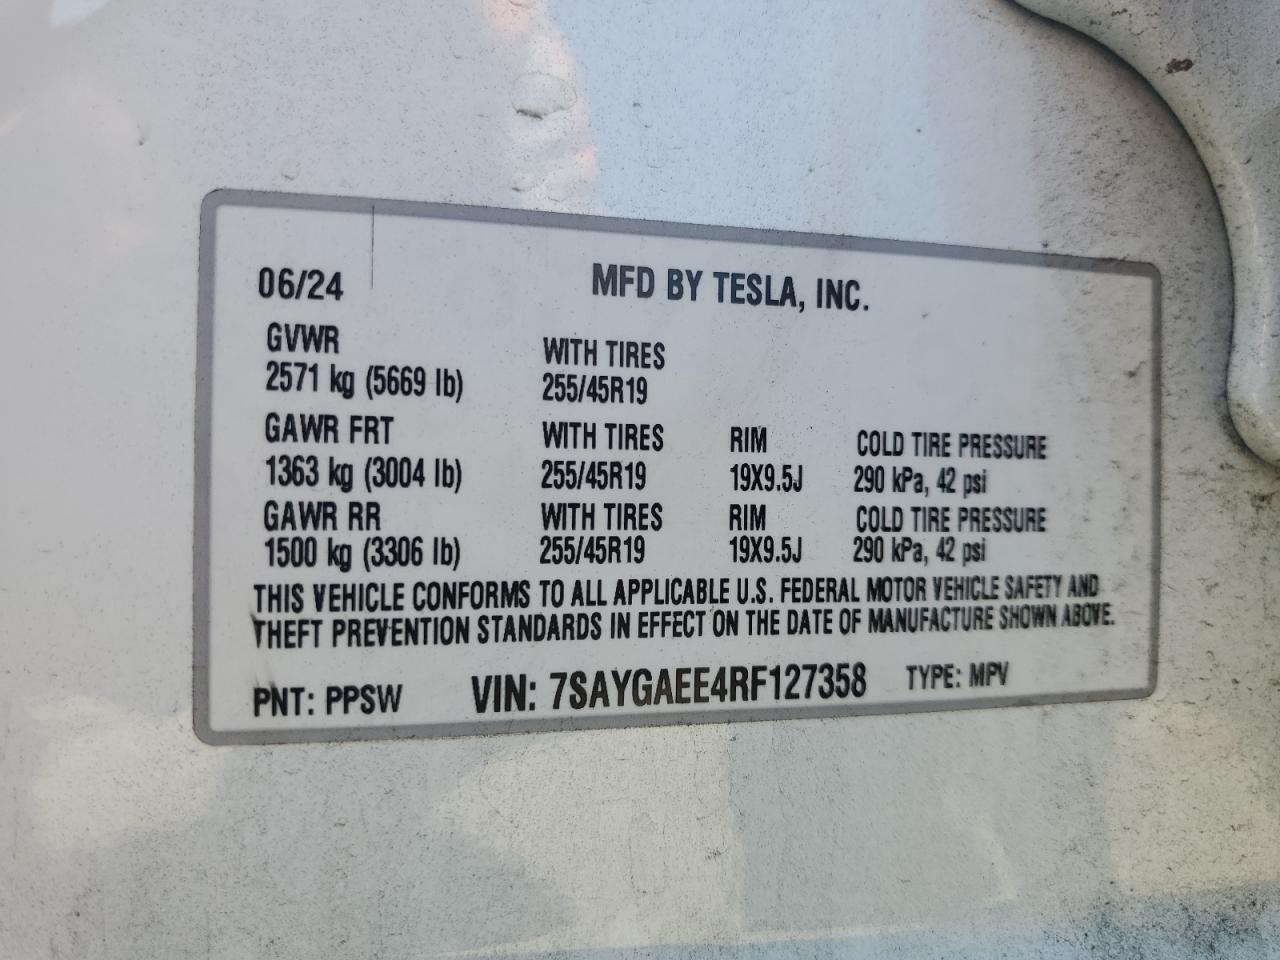 06/24 MFD BY TESLA, INC.
GVWR WITH TIRES
2571 kg (5669 lb) 255/45R19
GAWR FRT WITH TIRES RIM COLD TIRE PRESSURE
1363 kg (3004 lb) 255/45R19 19X9.5J 290 kPa, 42 psi
GAWR RR WITH TIRES RIM COLD TIRE PRESSURE
1500 kg (3306 lb) 255/45R19 19X9.5J 290 kPa, 42 psi
THIS VEHICLE CONFORMS TO ALL APPLICABLE U.S. FEDERAL MOTOR VEHICLE SAFETY AND
THEFT PREVENTION STANDARDS IN EFFECT ON THE DATE OF MANUFACTURE SHOWN ABOVE.
PNT: PPSW VIN: 7SAYGAEE4RF127358 TYPE: MPV